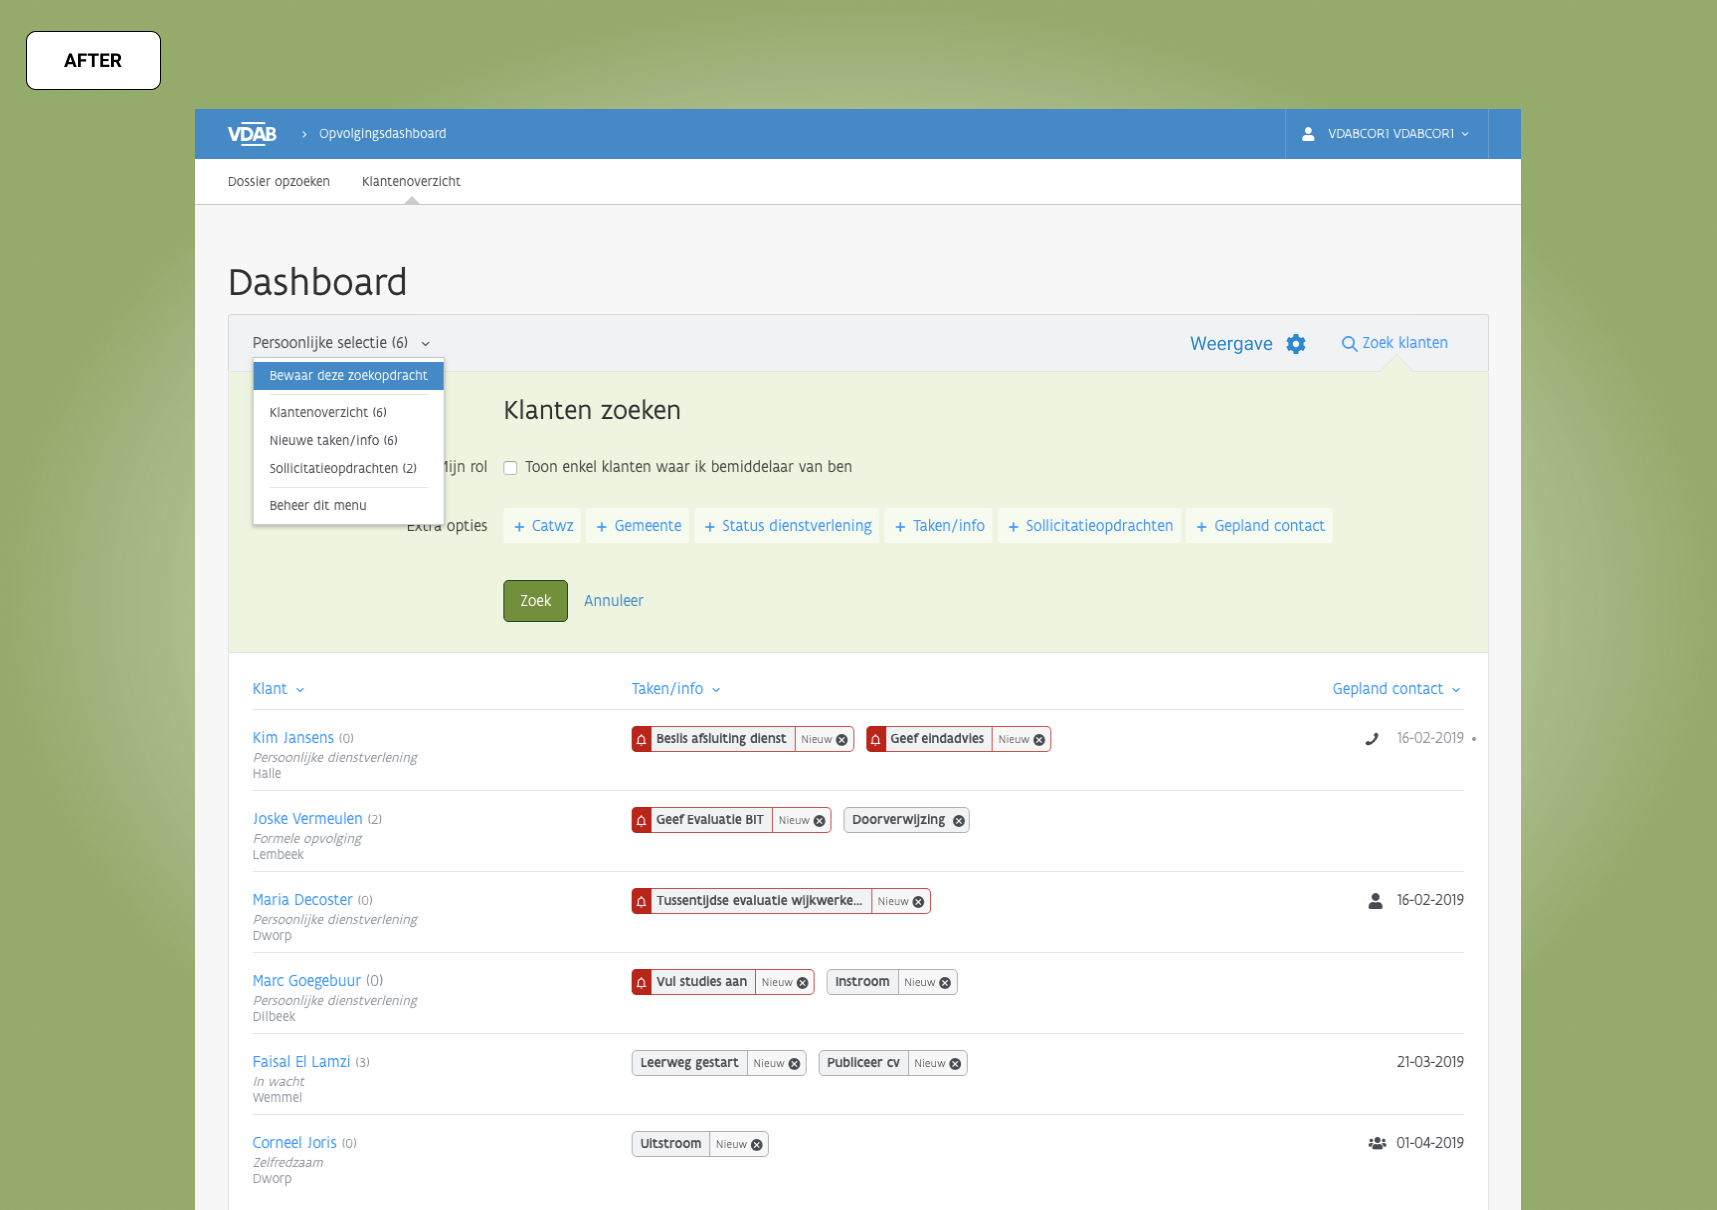 AFTER
VDAB › Opvolgingsdashboard VDABCOR1 VDABCOR1
Dossier opzoeken Klantenoverzicht
Dashboard
Persoonlijke selectie (6) Weergave Zoek klanten
Bewaar deze zoekopdracht
Klantenoverzicht (6)
Nieuwe taken/info (6)
Sollicitatieopdrachten (2)
Beheer dit menu
Klanten zoeken
Mijn rol Toon enkel klanten waar ik bemiddelaar van ben
Extra opties + Catwz + Gemeente + Status dienstverlening + Taken/info + Sollicitatieopdrachten + Gepland contact
Zoek Annuleer
Klant Taken/info Gepland contact
Kim Jansens (0) Beslis afsluiting dienst Nieuw Geef eindadvies Nieuw 16-02-2019
Persoonlijke dienstverlening
Halle
Joske Vermeulen (2) Geef Evaluatie BIT Nieuw Doorverwijzing
Formele opvolging
Lembeek
Maria Decoster (0) Tussentijdse evaluatie wijkwerke... Nieuw 16-02-2019
Persoonlijke dienstverlening
Dworp
Marc Goegebuur (0) Vul studies aan Nieuw Instroom Nieuw
Persoonlijke dienstverlening
Dilbeek
Faisal El Lamzi (3) Leerweg gestart Nieuw Publiceer cv Nieuw 21-03-2019
In wacht
Wemmel
Corneel Joris (0) Uitstroom Nieuw 01-04-2019
Zelfredzaam
Dworp